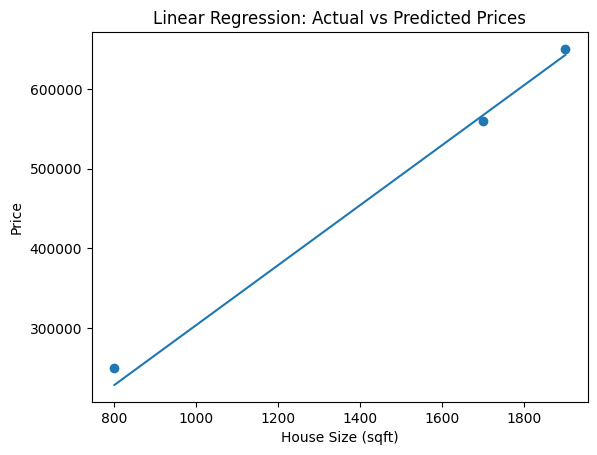 Linear Regression: Actual vs Predicted Prices
600000
500000
400000
300000
Price
800 1000 1200 1400 1600 1800
House Size (sqft)